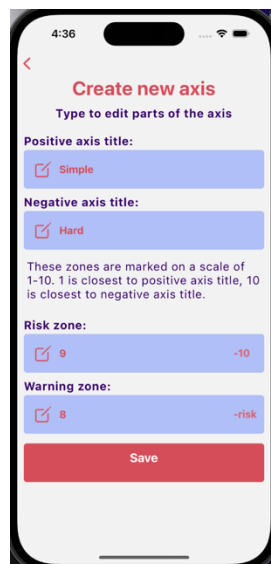 4:36
Create new axis
Type to edit parts of the axis
Positive axis title:
Simple
Negative axis title:
Hard
These zones are marked on a scale of
1-10. 1 is closest to positive axis title, 10
is closest to negative axis title.
Risk zone:
9 -10
Warning zone:
8 -risk
Save